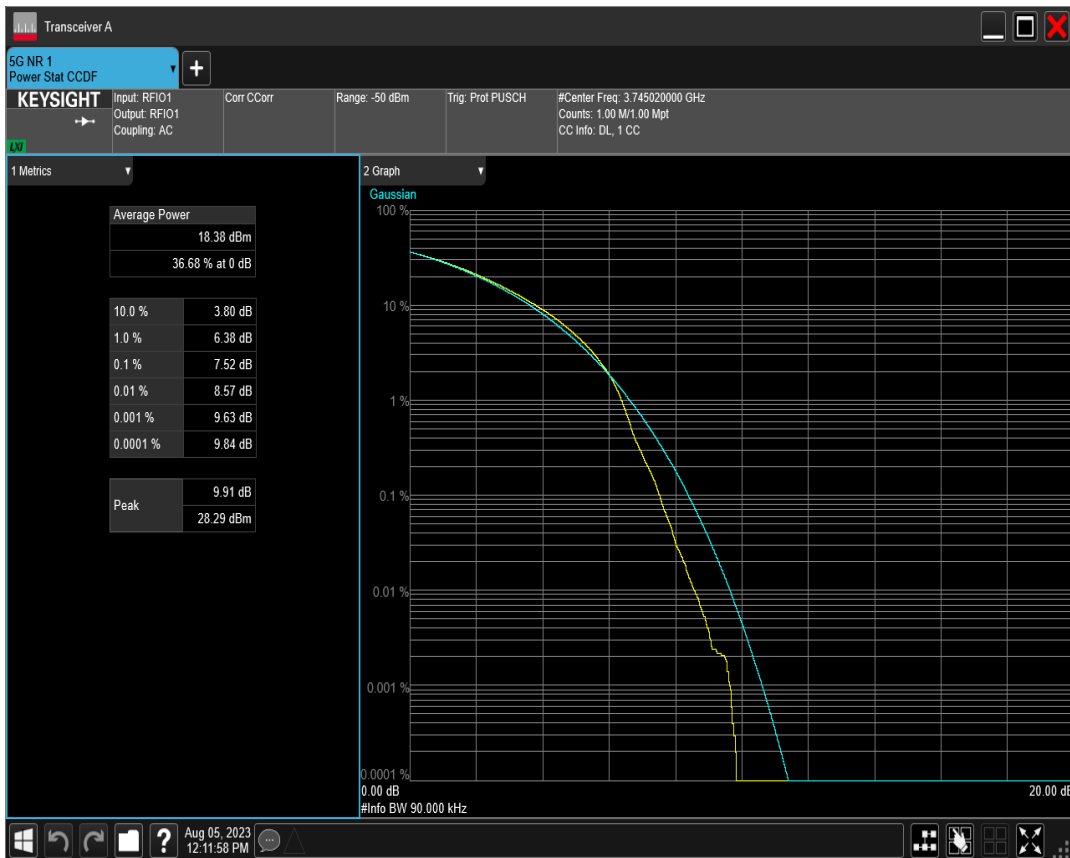 Transceiver A
5G NR 1
Power Stat CCDF
+
KEYSIGHT
LXI
Input: RFIO1
Output: RFIO1
Coupling: AC
Corr CCorr
Range: -50 dBm
Trig: Prot PUSCH
#Center Freq: 3.745020000 GHz
Counts: 1.00 M/1.00 Mpt
CC Info: DL, 1 CC
1 Metrics
Average Power
18.38 dBm
36.68 % at 0 dB
10.0 % 3.80 dB
1.0 % 6.38 dB
0.1 % 7.52 dB
0.01 % 8.57 dB
0.001 % 9.63 dB
0.0001 % 9.84 dB
Peak
9.91 dB
28.29 dBm
2 Graph
Gaussian
100 %
10 %
1 %
0.1 %
0.01 %
0.001 %
0.0001 %
0.00 dB 20.00 dB
#Info BW 90.000 kHz
?
Aug 05, 2023
12:11:58 PM